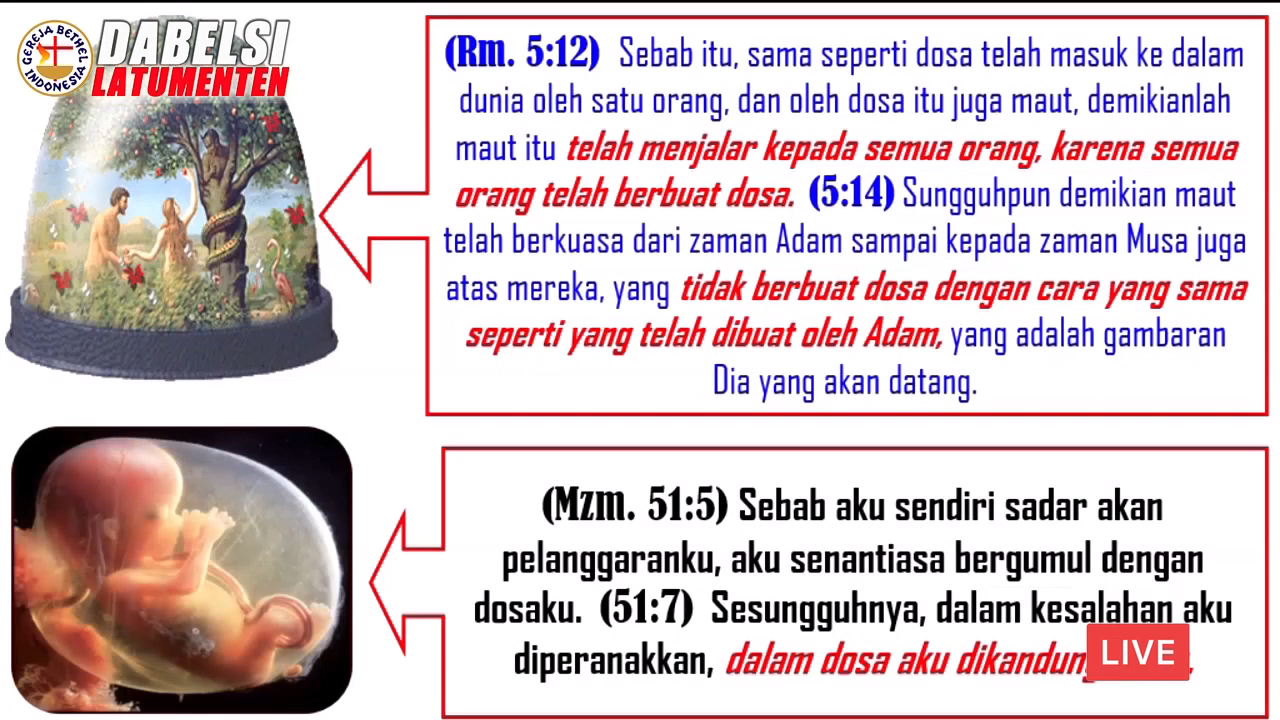 GEREJA BETHEL INDONESIA
DABELSI
LATUMENTEN
(Rm. 5:12) Sebab itu, sama seperti dosa telah masuk ke dalam
dunia oleh satu orang, dan oleh dosa itu juga maut, demikianlah
maut itu telah menjalar kepada semua orang, karena semua
orang telah berbuat dosa. (5:14) Sungguhpun demikian maut
telah berkuasa dari zaman Adam sampai kepada zaman Musa juga
atas mereka, yang tidak berbuat dosa dengan cara yang sama
seperti yang telah dibuat oleh Adam, yang adalah gambaran
Dia yang akan datang.
(Mzm. 51:5) Sebab aku sendiri sadar akan
pelanggaranku, aku senantiasa bergumul dengan
dosaku. (51:7) Sesungguhnya, dalam kesalahan aku
diperanakkan, dalam dosa aku dikandung
LIVE